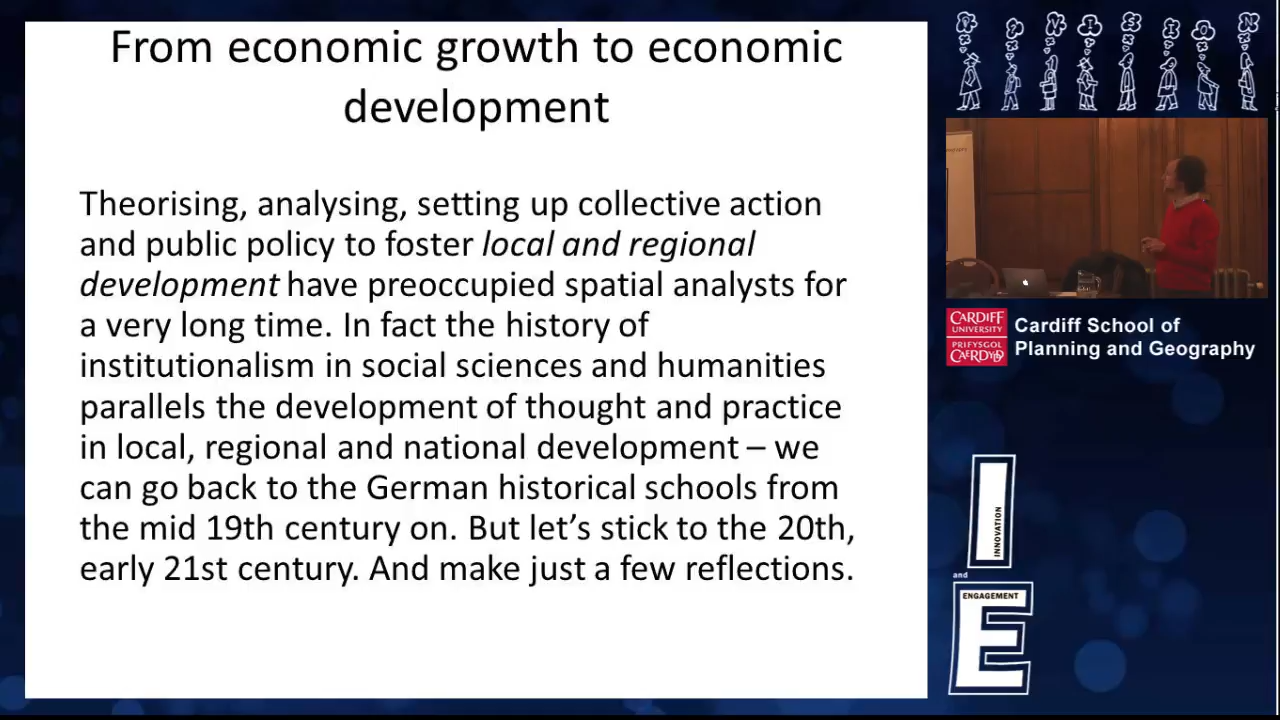 From economic growth to economic
development
Theorising, analysing, setting up collective action
and public policy to foster local and regional
development have preoccupied spatial analysts for
a very long time. In fact the history of
institutionalism in social sciences and humanities
parallels the development of thought and practice
in local, regional and national development – we
can go back to the German historical schools from
the mid 19th century on. But let’s stick to the 20th,
early 21st century. And make just a few reflections.
CARDIFF
UNIVERSITY
PRIFYSGOL
CAERDYDD
Cardiff School of
Planning and Geography
I
INNOVATION
and
ENGAGEMENT
E